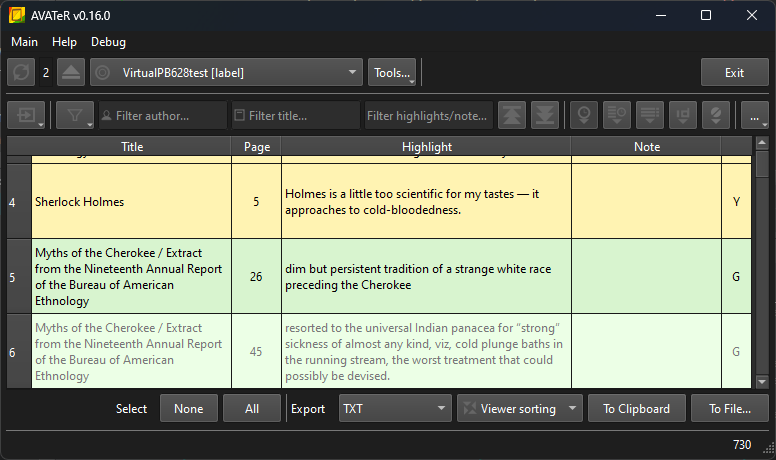 AVATeR v0.16.0
Main Help Debug
2 VirtualPB628test [label] Tools... Exit
Filter author... Filter title... Filter highlights/note... id ...
Title Page Highlight Note
4 Sherlock Holmes 5 Holmes is a little too scientific for my tastes — it Y
approaches to cold-bloodedness.
Myths of the Cherokee / Extract
from the Nineteenth Annual Report dim but persistent tradition of a strange white race
5 26 G
of the Bureau of American preceding the Cherokee
Ethnology
Myths of the Cherokee / Extract resorted to the universal Indian panacea for “strong”
from the Nineteenth Annual Report sickness of almost any kind, viz, cold plunge baths in
6 45 G
of the Bureau of American the running stream, the worst treatment that could
Ethnology possibly be devised.
Select None All Export TXT Viewer sorting To Clipboard To File...
730